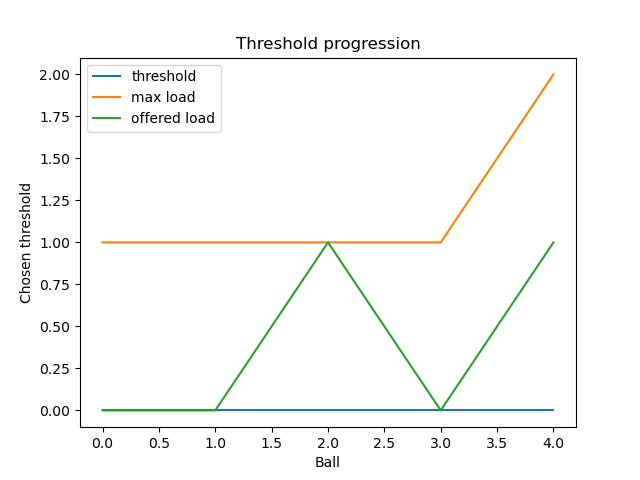 Threshold progression
threshold
max load
offered load
2.00
1.75
1.50
1.25
1.00
0.75
0.50
0.25
0.00
Chosen threshold
0.0 0.5 1.0 1.5 2.0 2.5 3.0 3.5 4.0
Ball